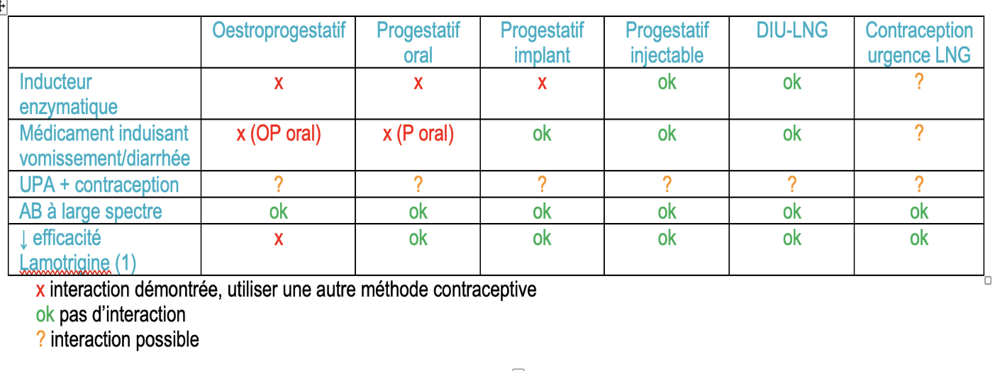 Oestroprogestatif Progestatif oral Progestatif implant Progestatif injectable DIU-LNG Contraception urgence LNG
Inducteur enzymatique x x x ok ok ?
Médicament induisant vomissement/diarrhée x (OP oral) x (P oral) ok ok ok ?
UPA + contraception ? ? ? ? ? ?
AB à large spectre ok ok ok ok ok ok
↓ efficacité Lamotrigine (1) x ok ok ok ok ok
x interaction démontrée, utiliser une autre méthode contraceptive
ok pas d’interaction
? interaction possible